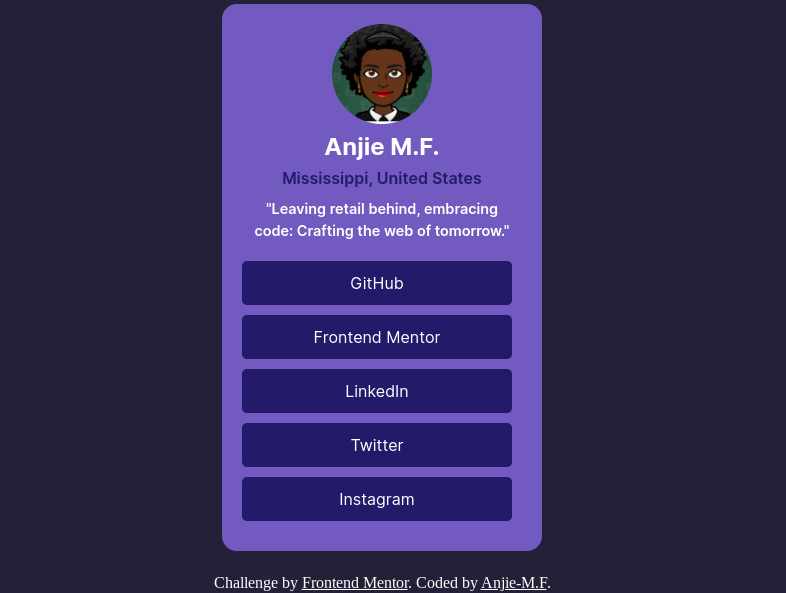 Anjie M.F.
Mississippi, United States
"Leaving retail behind, embracing
code: Crafting the web of tomorrow."
GitHub
Frontend Mentor
LinkedIn
Twitter
Instagram
Challenge by Frontend Mentor. Coded by Anjie-M.F.